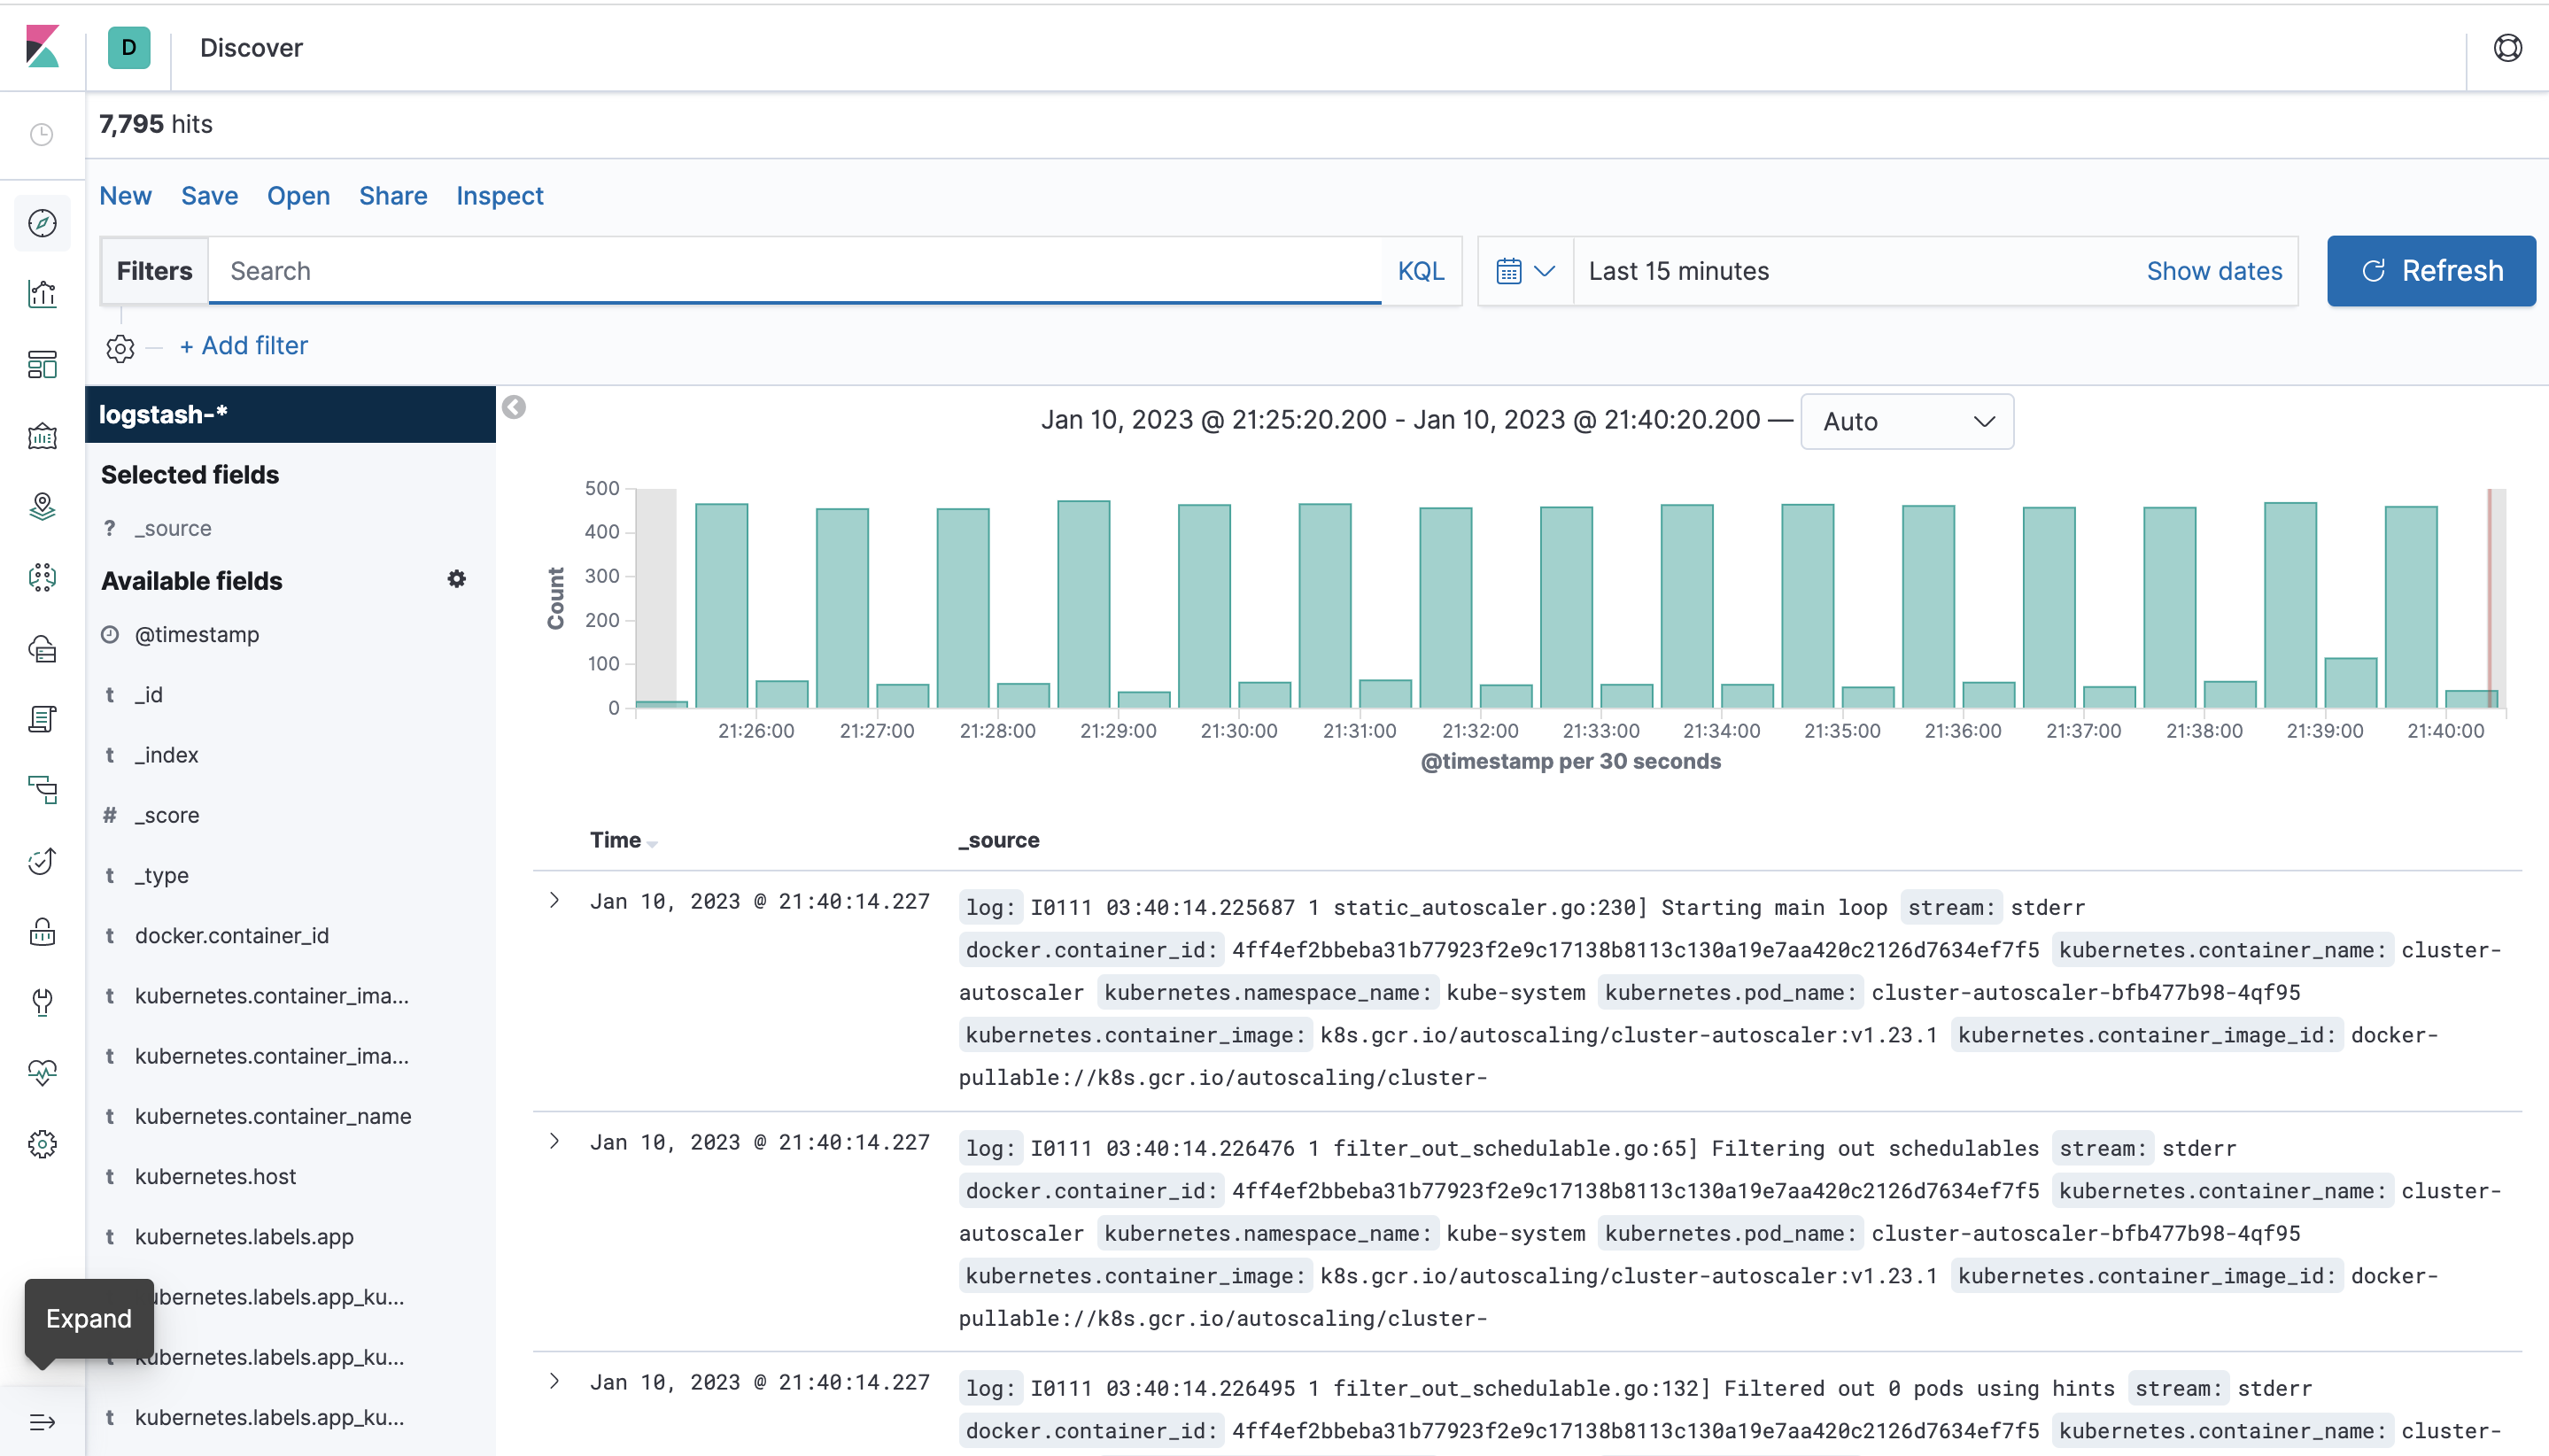 D Discover
7,795 hits
New Save Open Share Inspect
Filters Search KQL Last 15 minutes Show dates Refresh
+ Add filter
logstash-*
Selected fields
? _source
Available fields
@timestamp
t _id
t _index
# _score
t _type
t docker.container_id
t kubernetes.container_ima...
t kubernetes.container_ima...
t kubernetes.container_name
t kubernetes.host
t kubernetes.labels.app
ubernetes.labels.app_ku...
kubernetes.labels.app_ku...
t kubernetes.labels.app_ku...
Expand
Jan 10, 2023 @ 21:25:20.200 - Jan 10, 2023 @ 21:40:20.200 — Auto
Count
500
400
300
200
100
0
21:26:00 21:27:00 21:28:00 21:29:00 21:30:00 21:31:00 21:32:00 21:33:00 21:34:00 21:35:00 21:36:00 21:37:00 21:38:00 21:39:00 21:40:00
@timestamp per 30 seconds
Time _source
Jan 10, 2023 @ 21:40:14.227 log: I0111 03:40:14.225687 1 static_autoscaler.go:230] Starting main loop stream: stderr
docker.container_id: 4ff4ef2bbeba31b77923f2e9c17138b8113c130a19e7aa420c2126d7634ef7f5 kubernetes.container_name: cluster-
autoscaler kubernetes.namespace_name: kube-system kubernetes.pod_name: cluster-autoscaler-bfb477b98-4qf95
kubernetes.container_image: k8s.gcr.io/autoscaling/cluster-autoscaler:v1.23.1 kubernetes.container_image_id: docker-
pullable://k8s.gcr.io/autoscaling/cluster-
Jan 10, 2023 @ 21:40:14.227 log: I0111 03:40:14.226476 1 filter_out_schedulable.go:65] Filtering out schedulables stream: stderr
docker.container_id: 4ff4ef2bbeba31b77923f2e9c17138b8113c130a19e7aa420c2126d7634ef7f5 kubernetes.container_name: cluster-
autoscaler kubernetes.namespace_name: kube-system kubernetes.pod_name: cluster-autoscaler-bfb477b98-4qf95
kubernetes.container_image: k8s.gcr.io/autoscaling/cluster-autoscaler:v1.23.1 kubernetes.container_image_id: docker-
pullable://k8s.gcr.io/autoscaling/cluster-
Jan 10, 2023 @ 21:40:14.227 log: I0111 03:40:14.226495 1 filter_out_schedulable.go:132] Filtered out 0 pods using hints stream: stderr
docker.container_id: 4ff4ef2bbeba31b77923f2e9c17138b8113c130a19e7aa420c2126d7634ef7f5 kubernetes.container_name: cluster-